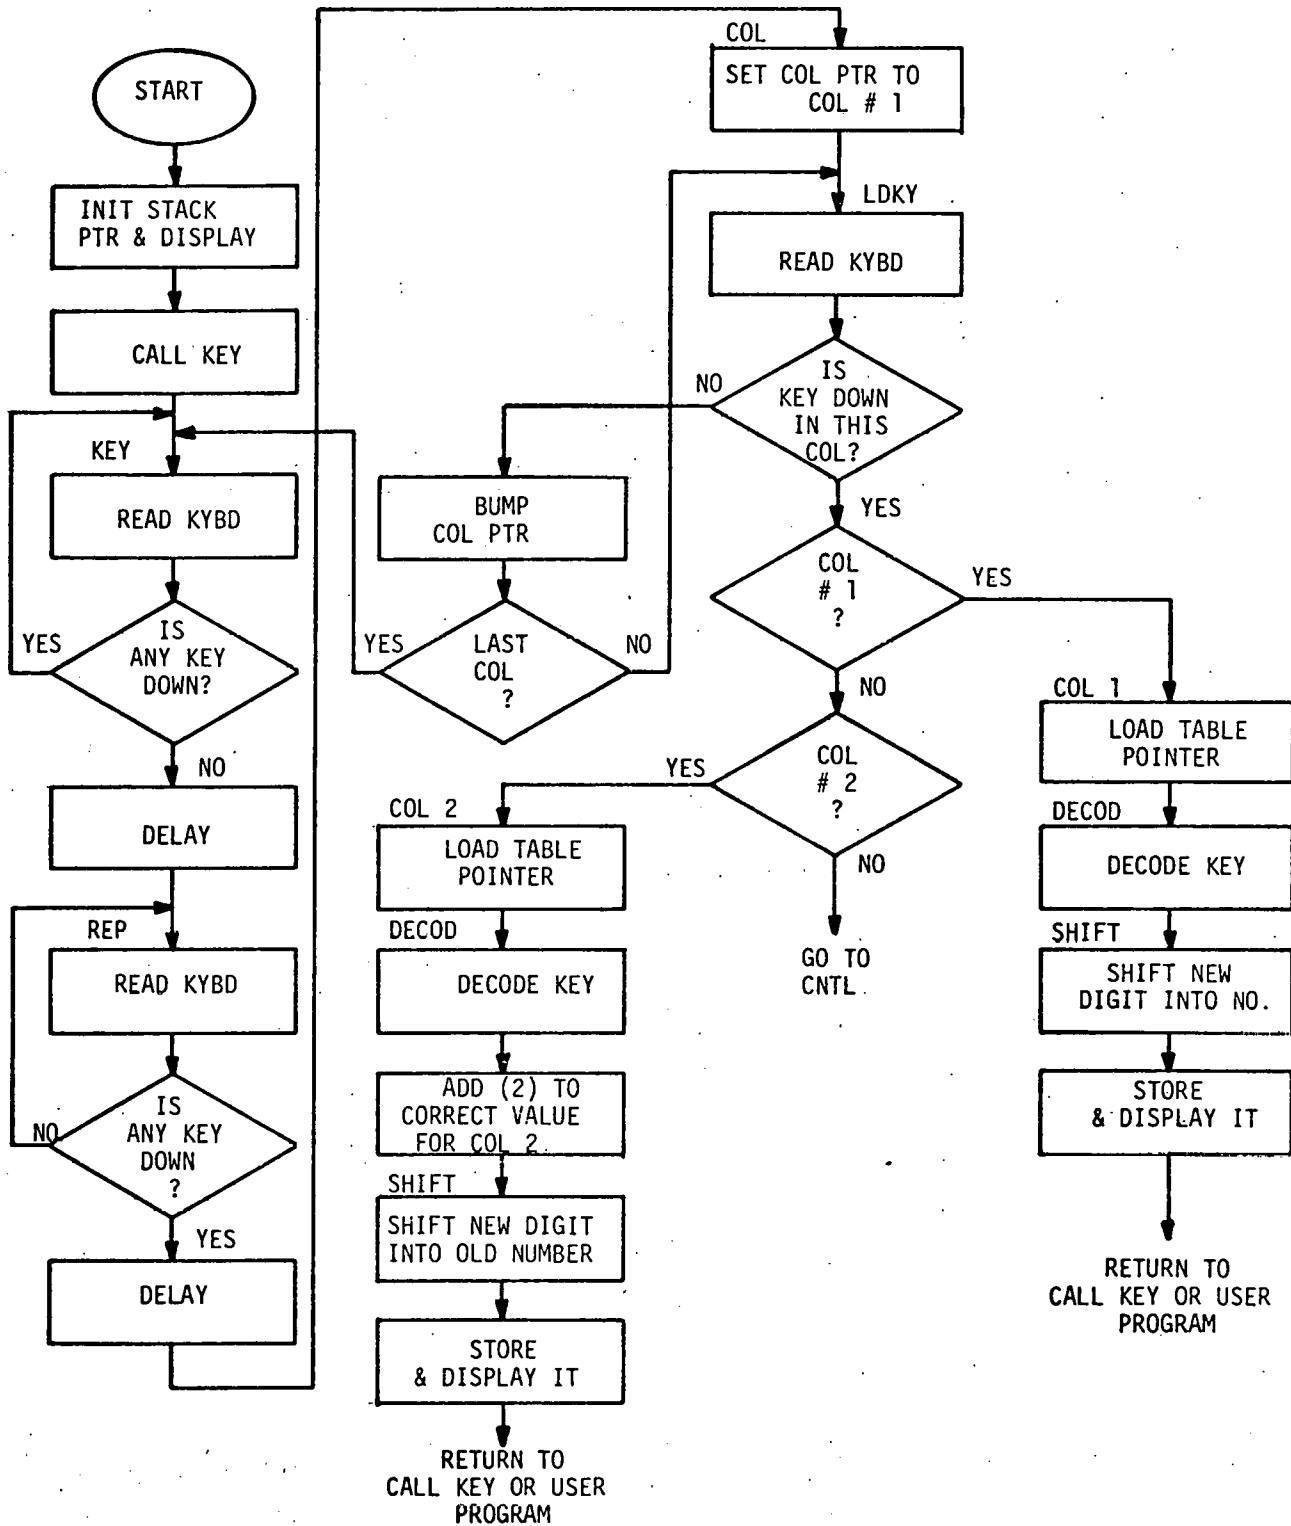 START
INIT STACK
PTR & DISPLAY
CALL KEY
KEY
READ KYBD
IS
ANY KEY
DOWN?
YES
NO
DELAY
REP
READ KYBD
IS
ANY KEY
DOWN
?
NO
YES
DELAY
COL
SET COL PTR TO
COL # 1
LDKY
READ KYBD
IS
KEY DOWN
IN THIS
COL?
NO
YES
BUMP
COL PTR
LAST
COL
?
YES
NO
COL
# 1
?
YES
NO
COL
# 2
?
YES
NO
GO TO
CNTL
COL 2
LOAD TABLE
POINTER
DECOD
DECODE KEY
ADD (2) TO
CORRECT VALUE
FOR COL 2
SHIFT
SHIFT NEW DIGIT
INTO OLD NUMBER
STORE
& DISPLAY IT
RETURN TO
CALL KEY OR USER
PROGRAM
COL 1
LOAD TABLE
POINTER
DECOD
DECODE KEY
SHIFT
SHIFT NEW
DIGIT INTO NO.
STORE
& DISPLAY IT
RETURN TO
CALL KEY OR USER
PROGRAM